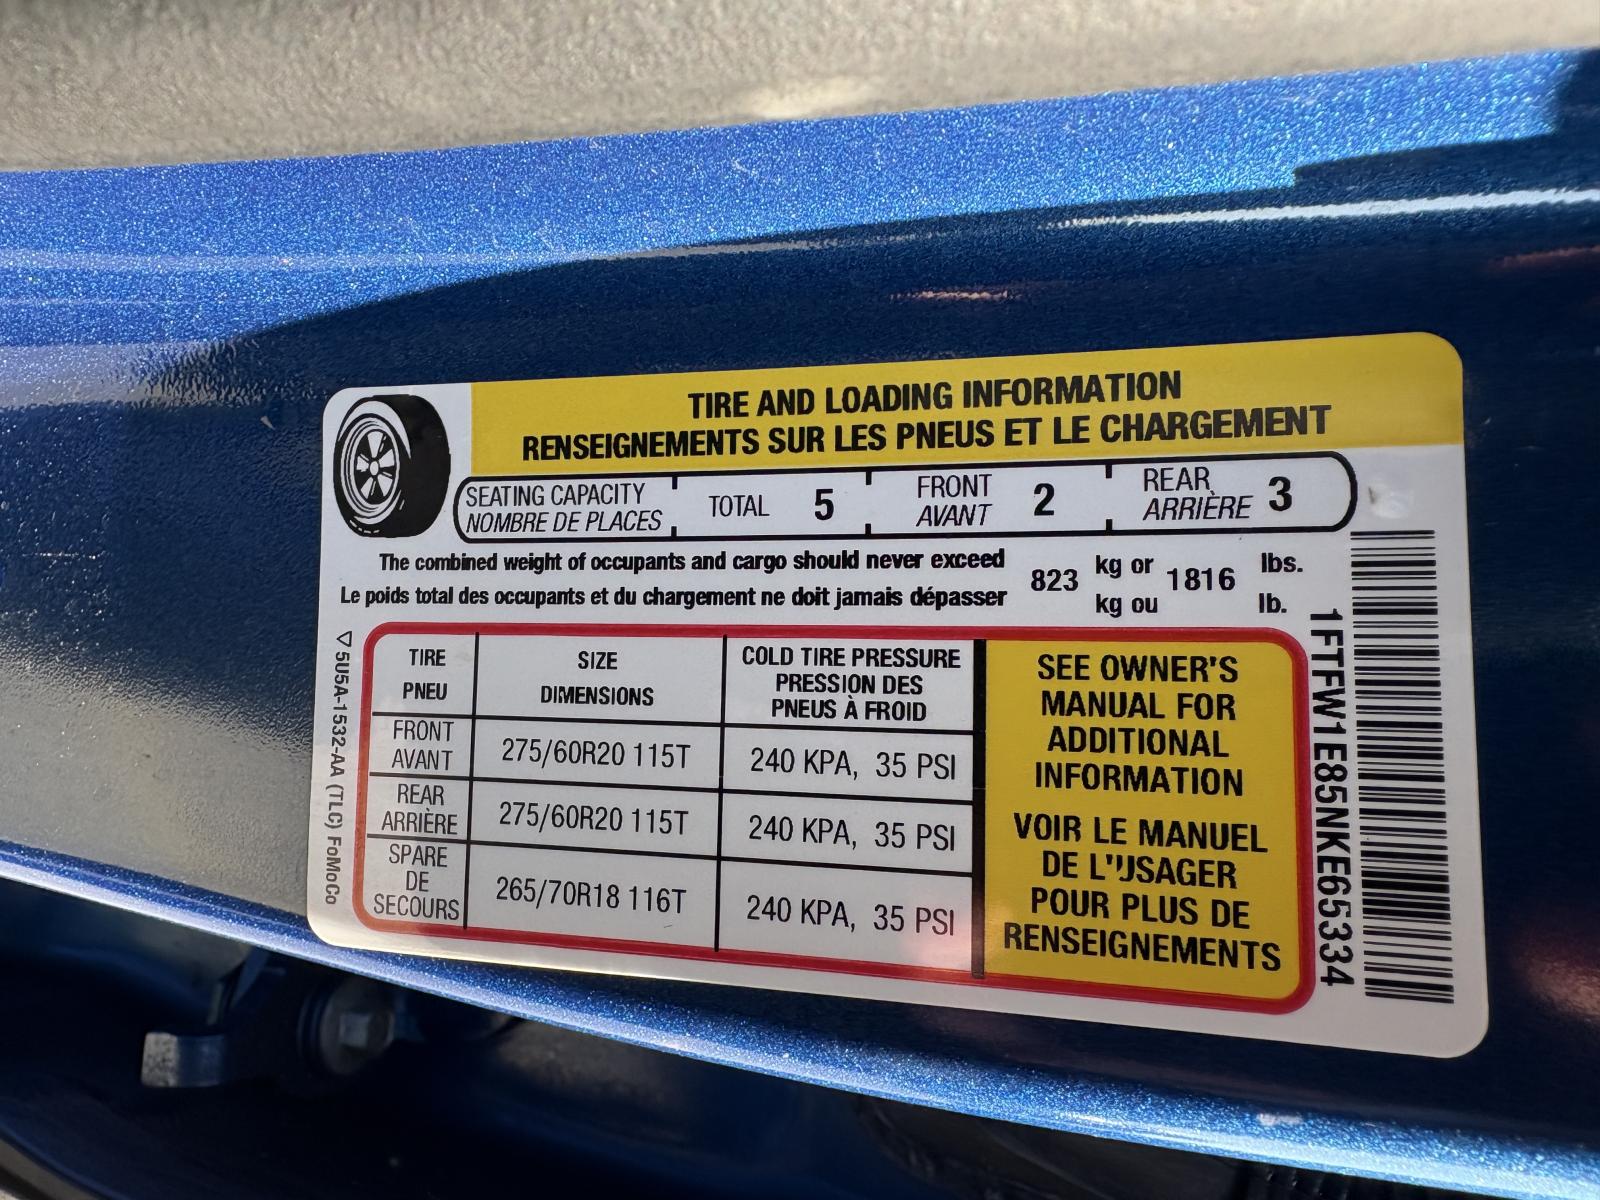 TIRE AND LOADING INFORMATION
RENSEIGNEMENTS SUR LES PNEUS ET LE CHARGEMENT
SEATING CAPACITY
NOMBRE DE PLACES
TOTAL 5
FRONT
AVANT
2
REAR
ARRIÈRE
3
The combined weight of occupants and cargo should never exceed
Le poids total des occupants et du chargement ne doit jamais dépasser
823
kg or
kg ou
1816
lbs.
lb.
TIRE
PNEU
SIZE
DIMENSIONS
COLD TIRE PRESSURE
PRESSION DES
PNEUS À FROID
FRONT
AVANT
275/60R20 115T
240 KPA, 35 PSI
REAR
ARRIÈRE
275/60R20 115T
240 KPA, 35 PSI
SPARE
DE
SECOURS
265/70R18 116T
240 KPA, 35 PSI
SEE OWNER'S
MANUAL FOR
ADDITIONAL
INFORMATION
VOIR LE MANUEL
DE L'USAGER
POUR PLUS DE
RENSEIGNEMENTS
1FTFW1E85NKE65334
5U5A-1532-AA (TLC) FoMoCo